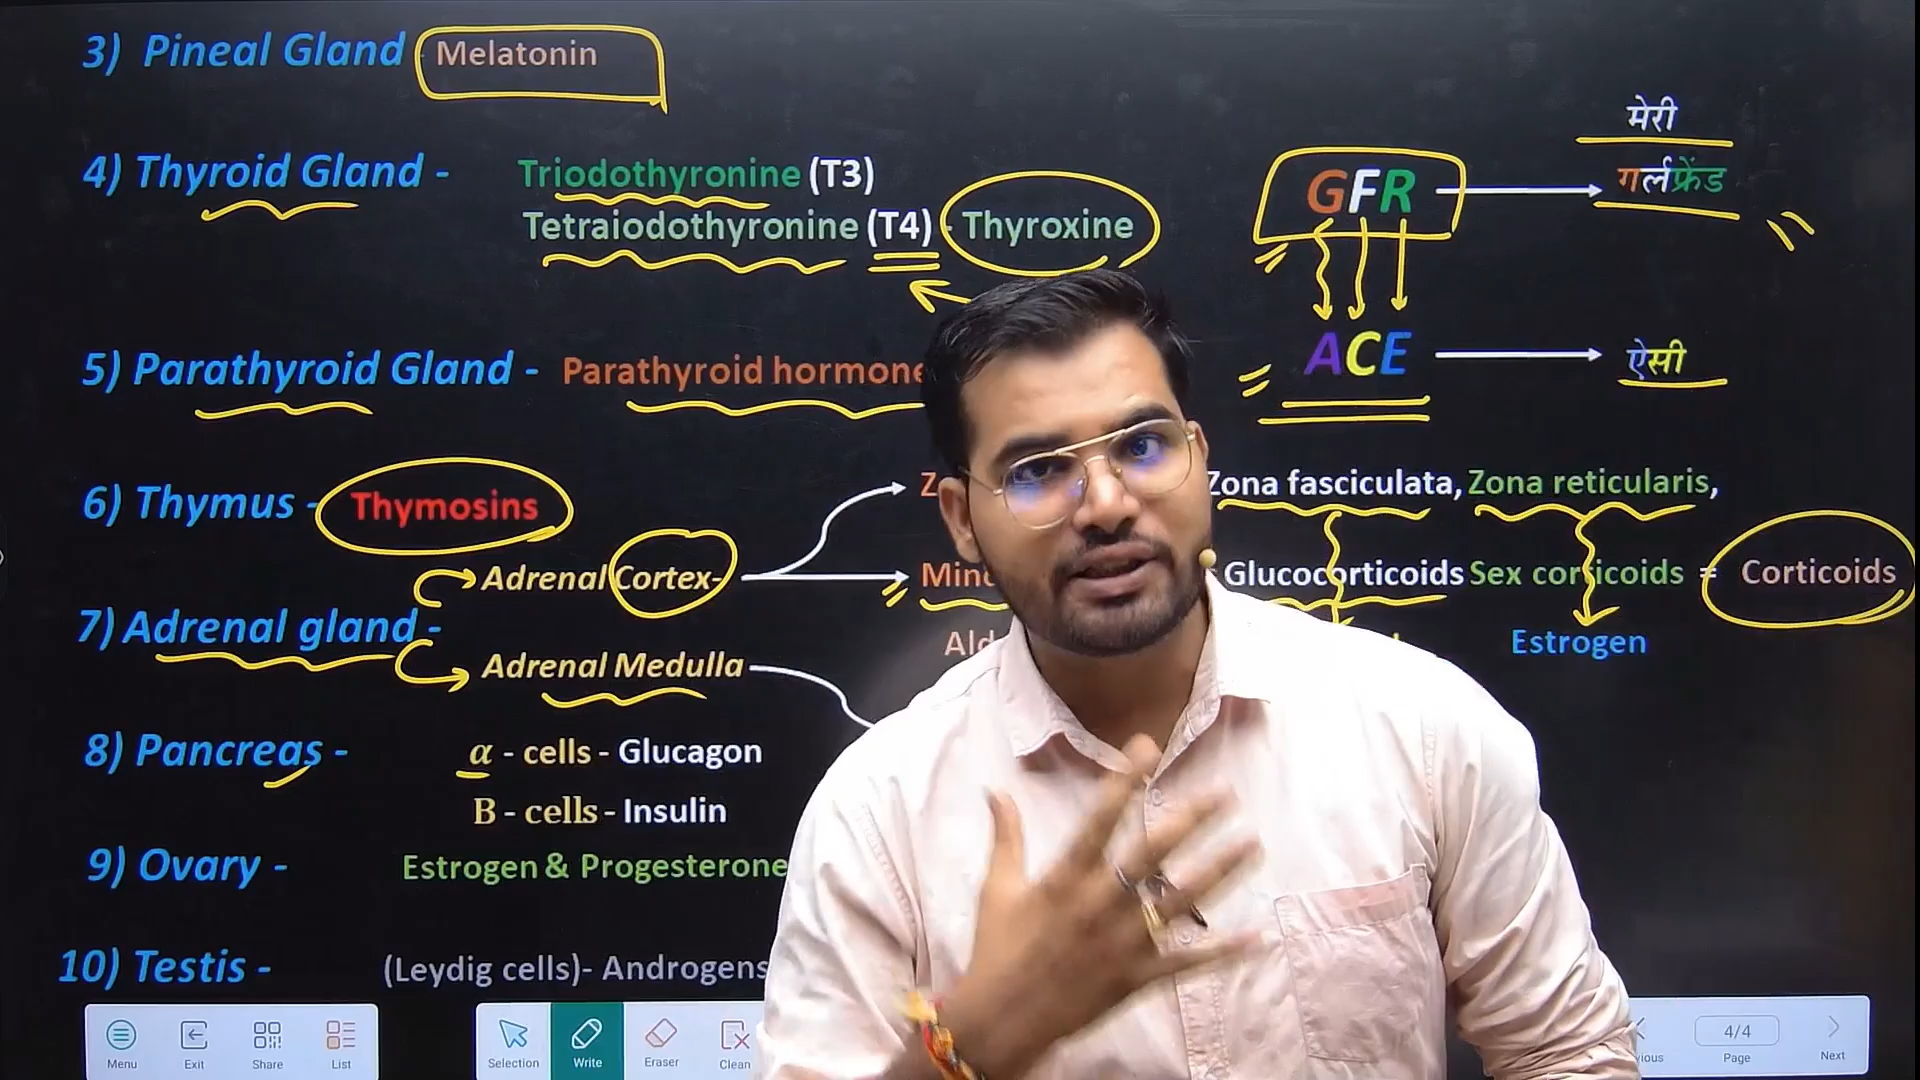 3) Pineal Gland - Melatonin
4) Thyroid Gland - Triodothyronine (T3)
Tetraiodothyronine (T4) - Thyroxine
मेरी
GFR गर्लफ्रेंड
ACE ऐसी
5) Parathyroid Gland - Parathyroid hormone
6) Thymus - Thymosins
Zona fasciculata, Zona reticularis,
Adrenal Cortex-
Glucocorticoids Sex corticoids = Corticoids
7) Adrenal gland -
Estrogen
Adrenal Medulla
8) Pancreas - α - cells - Glucagon
B - cells - Insulin
9) Ovary - Estrogen & Progesterone
10) Testis - (Leydig cells)- Androgens
Menu Exit Share List Selection Write Eraser Clean 4/4 Page Next